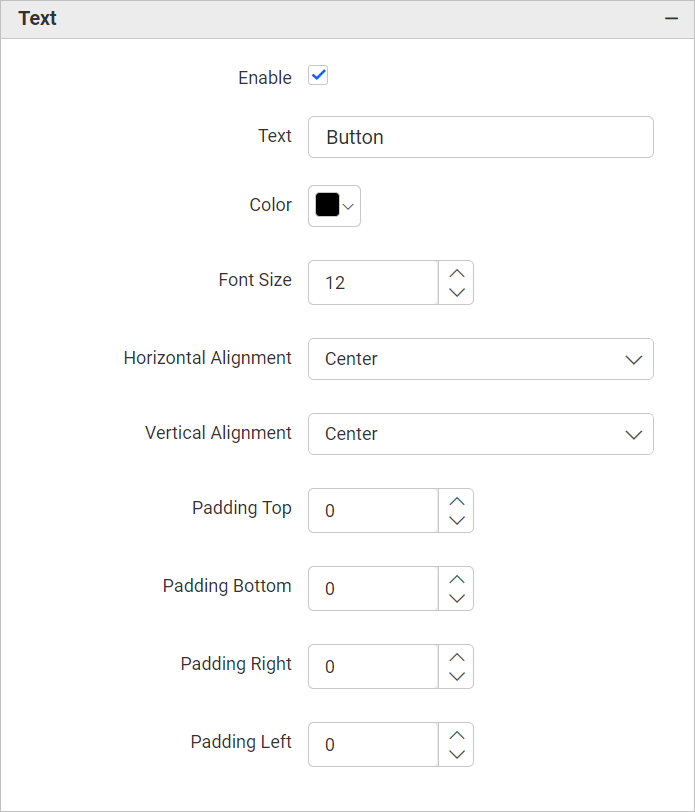 Text
Enable
Text Button
Color
Font Size 12
Horizontal Alignment Center
Vertical Alignment Center
Padding Top 0
Padding Bottom 0
Padding Right 0
Padding Left 0